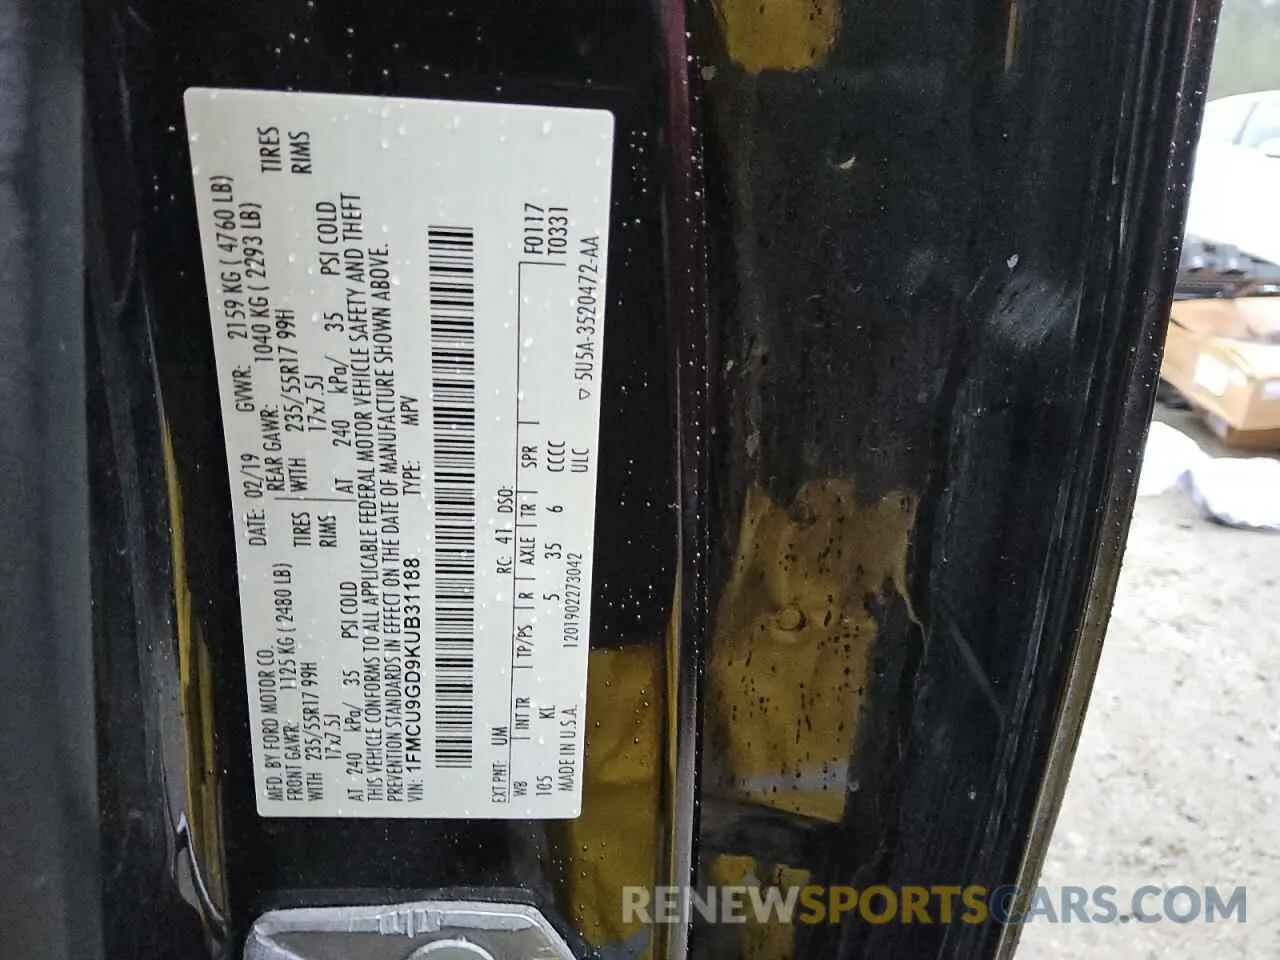 MFD. BY FORD MOTOR CO.
DATE: 02/19 GVWR: 2159 KG ( 4760 LB)
FRONT GAWR: 1125 KG ( 2480 LB) REAR GAWR: 1040 KG ( 2293 LB)
WITH 235/55R17 99H TIRES WITH 235/55R17 99H TIRES
17x7.5J RIMS 17x7.5J RIMS
AT 240 kPa/ 35 PSI COLD AT 240 kPa/ 35 PSI COLD
THIS VEHICLE CONFORMS TO ALL APPLICABLE FEDERAL MOTOR VEHICLE SAFETY AND THEFT
PREVENTION STANDARDS IN EFFECT ON THE DATE OF MANUFACTURE SHOWN ABOVE.
VIN: 1FMCU9GD9KUB31188 TYPE: MPV
EXT PNT: UM RC: 41 DSO: F0117
WB INT TR TP/PS R AXLE TR SPR T0331
105 KL 5 35 6 CCCC
MADE IN U.S.A. 1201902273042 ULC ▽ 5U5A-3520472-AA
RENEWSPORTSCARS.COM